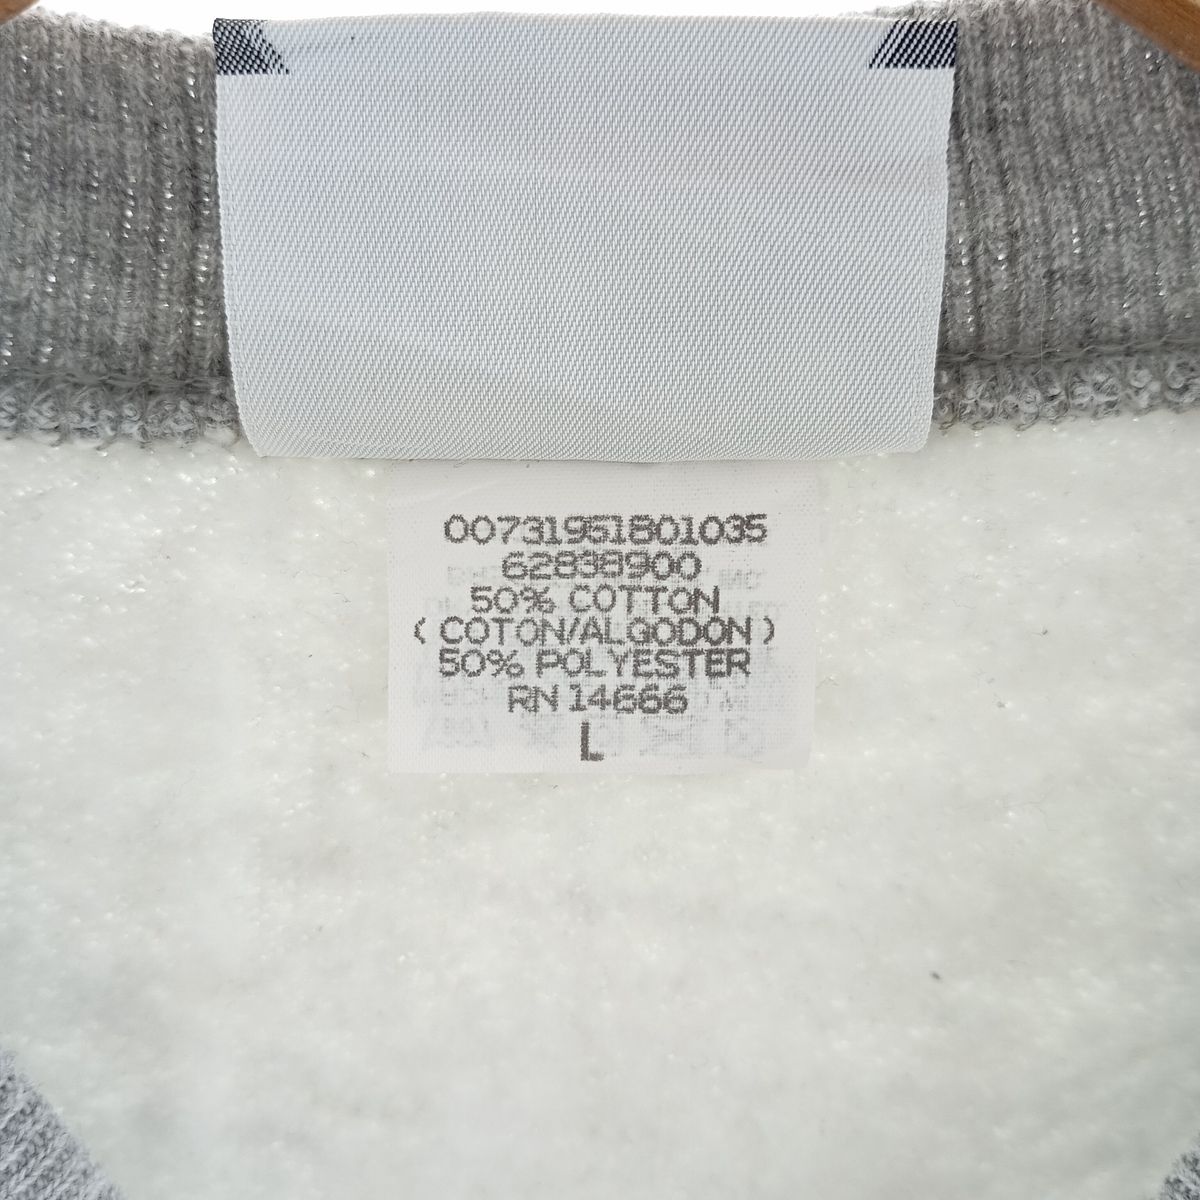 00731951801035
62838900
50% COTTON
( COTON/ALGODON )
50% POLYESTER
RN 14666
L